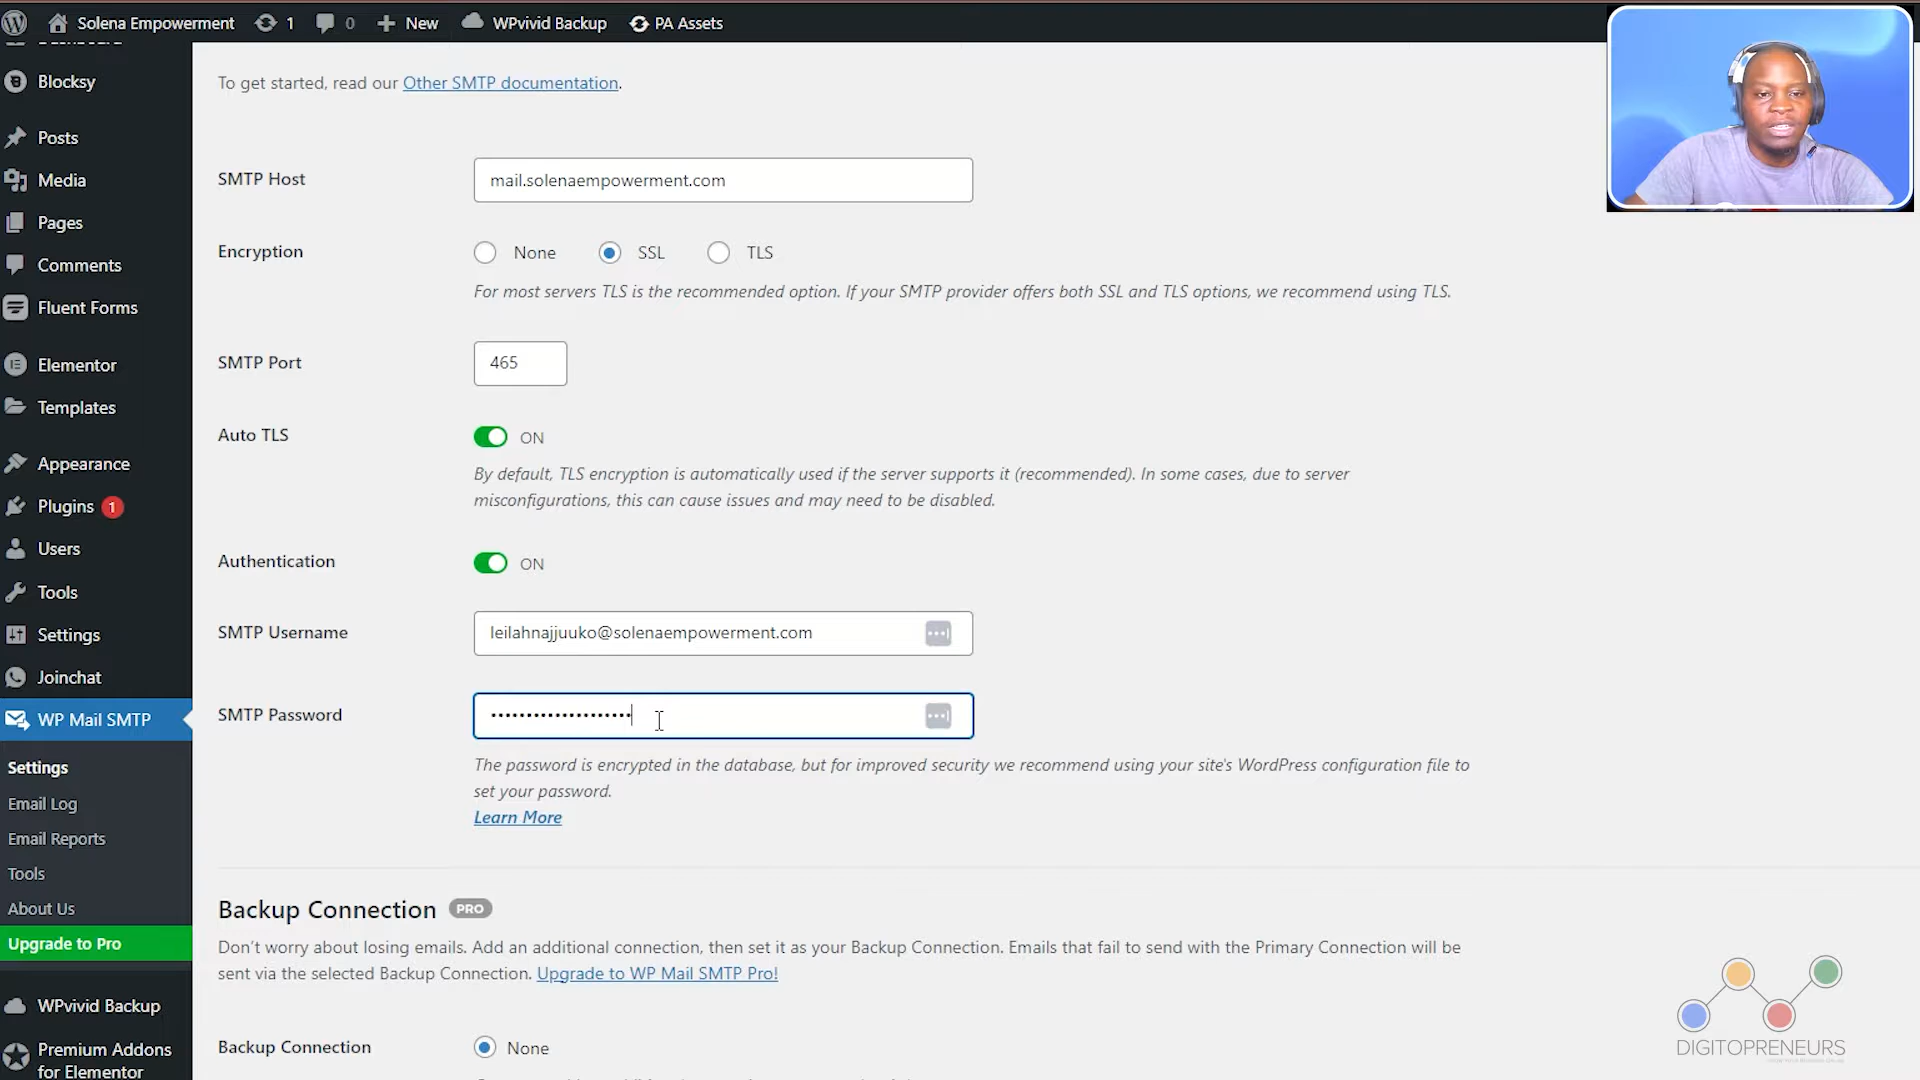 Solena Empowerment
1
0
New
WPvivid Backup
PA Assets
Blocksy
Posts
Media
Pages
Comments
Fluent Forms
Elementor
Templates
Appearance
Plugins 1
Users
Tools
Settings
Joinchat
WP Mail SMTP
Settings
Email Log
Email Reports
Tools
About Us
Upgrade to Pro
WPvivid Backup
Premium Addons
for Elementor
To get started, read our Other SMTP documentation.
SMTP Host
mail.solenaempowerment.com
Encryption
None
SSL
TLS
For most servers TLS is the recommended option. If your SMTP provider offers both SSL and TLS options, we recommend using TLS.
SMTP Port
465
Auto TLS
ON
By default, TLS encryption is automatically used if the server supports it (recommended). In some cases, due to server
misconfigurations, this can cause issues and may need to be disabled.
Authentication
ON
SMTP Username
leilahnajjuuko@solenaempowerment.com
SMTP Password
The password is encrypted in the database, but for improved security we recommend using your site's WordPress configuration file to
set your password.
Learn More
Backup Connection PRO
Don't worry about losing emails. Add an additional connection, then set it as your Backup Connection. Emails that fail to send with the Primary Connection will be
sent via the selected Backup Connection. Upgrade to WP Mail SMTP Pro!
Backup Connection
None
DIGITOPRENEURS